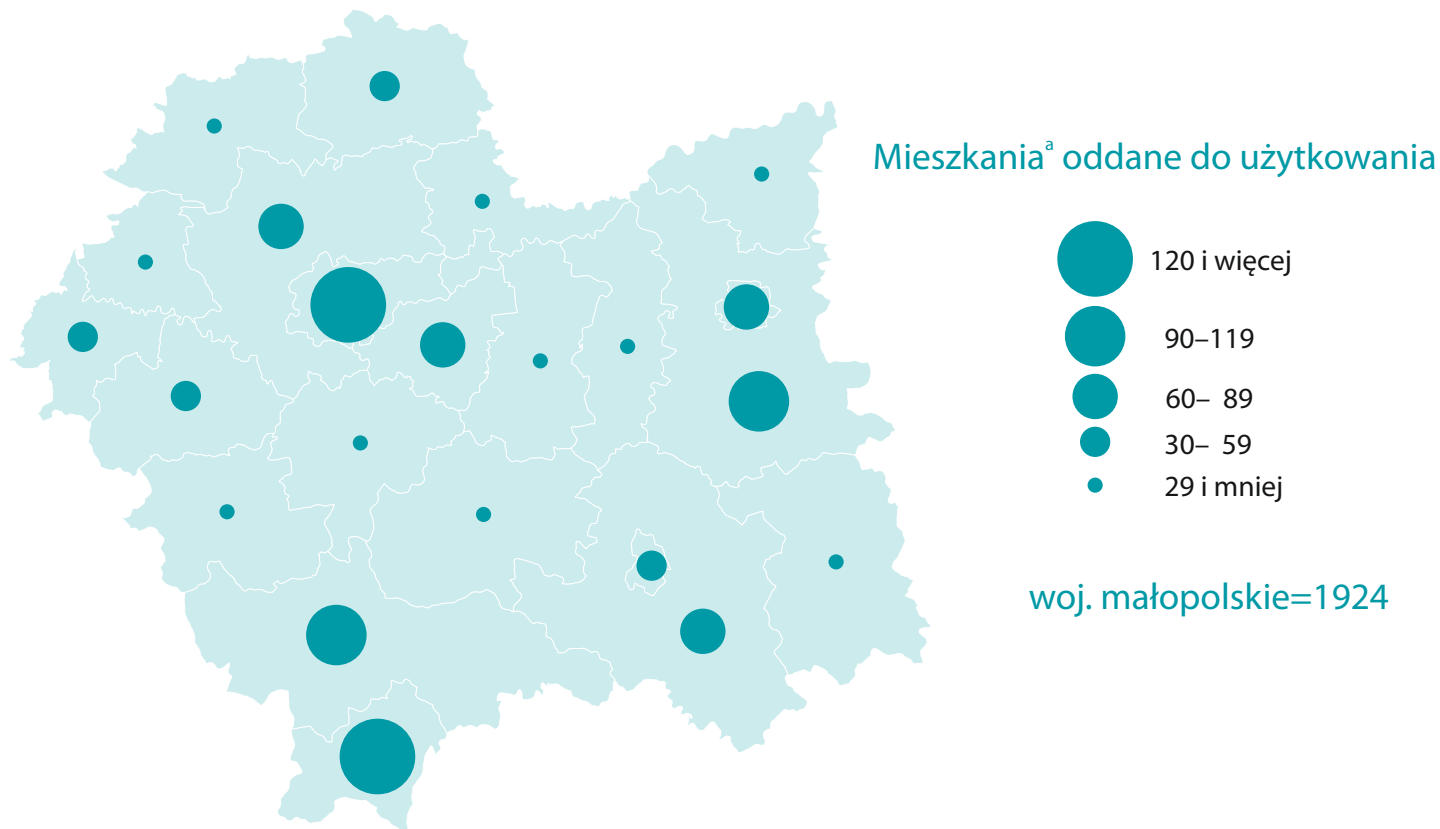 Mieszkaniaᵃ oddane do użytkowania
120 i więcej
90–119
60– 89
30– 59
29 i mniej
woj. małopolskie=1924